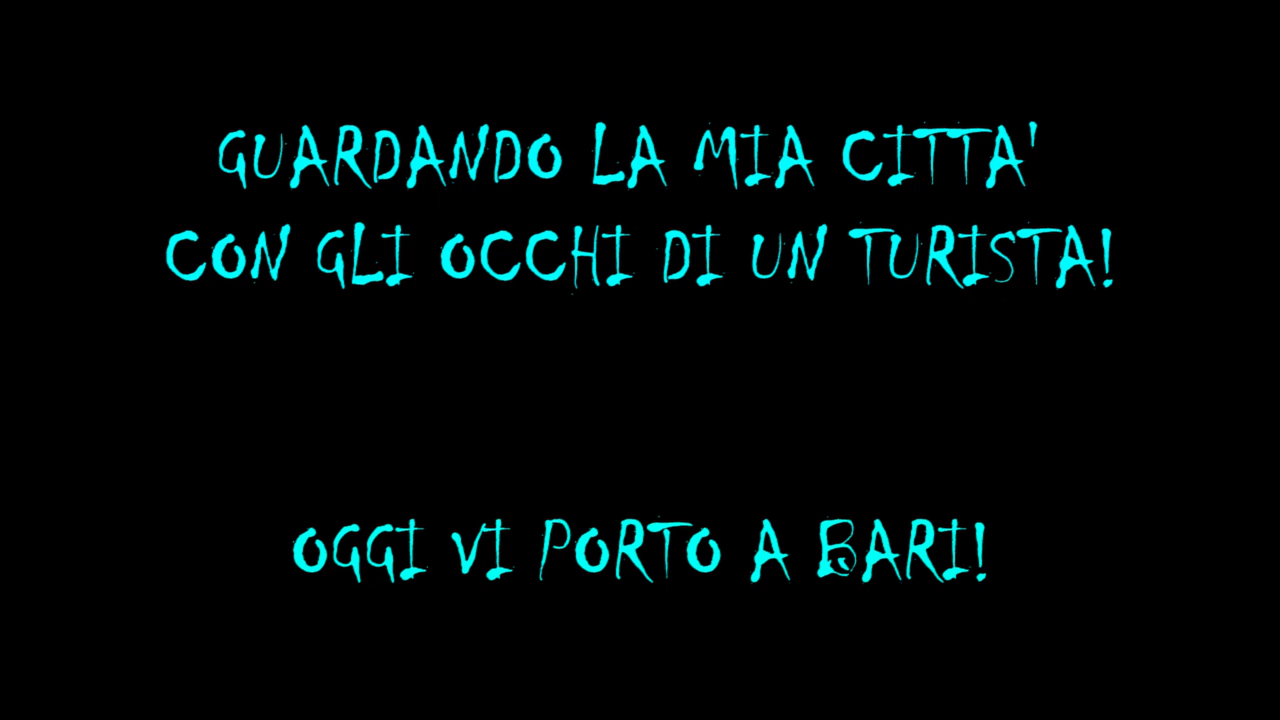 GUARDANDO LA MIA CITTA'
CON GLI OCCHI DI UN TURISTA!
OGGI VI PORTO A BARI!